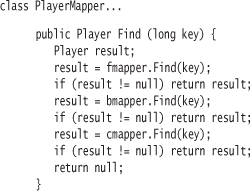 class PlayerMapper...
public Player Find (long key) {
Player result;
result = fmapper.Find(key);
if (result != null) return result;
result = bmapper.Find(key);
if (result != null) return result;
result = cmapper.Find(key);
if (result != null) return result;
return null;
}